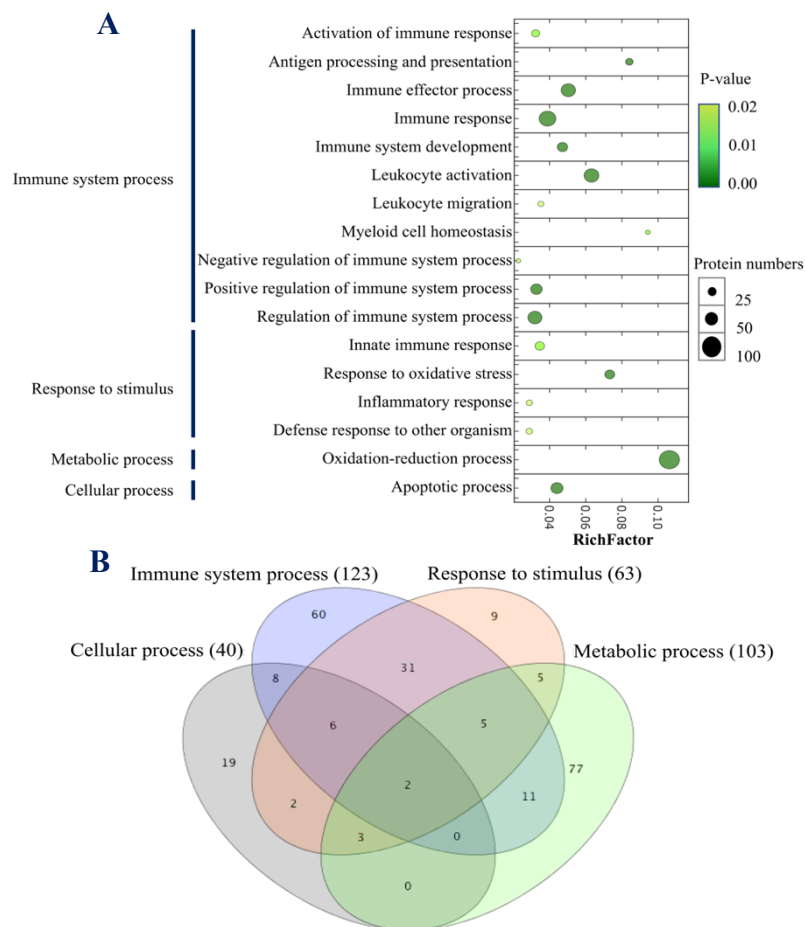 A
Activation of immune response
Antigen processing and presentation
Immune effector process
Immune response
Immune system development
Leukocyte activation
Leukocyte migration
Myeloid cell homeostasis
Negative regulation of immune system process
Positive regulation of immune system process
Regulation of immune system process
Innate immune response
Response to oxidative stress
Inflammatory response
Defense response to other organism
Oxidation-reduction process
Apoptotic process
Immune system process
Response to stimulus
Metabolic process
Cellular process
0.04 0.06 0.08 0.10
RichFactor
P-value
0.02
0.01
0.00
Protein numbers
25
50
100
B
Immune system process (123) Response to stimulus (63)
Cellular process (40) Metabolic process (103)
60 9
8 31 5
6 5
19 77
2 2 11
3 0
0